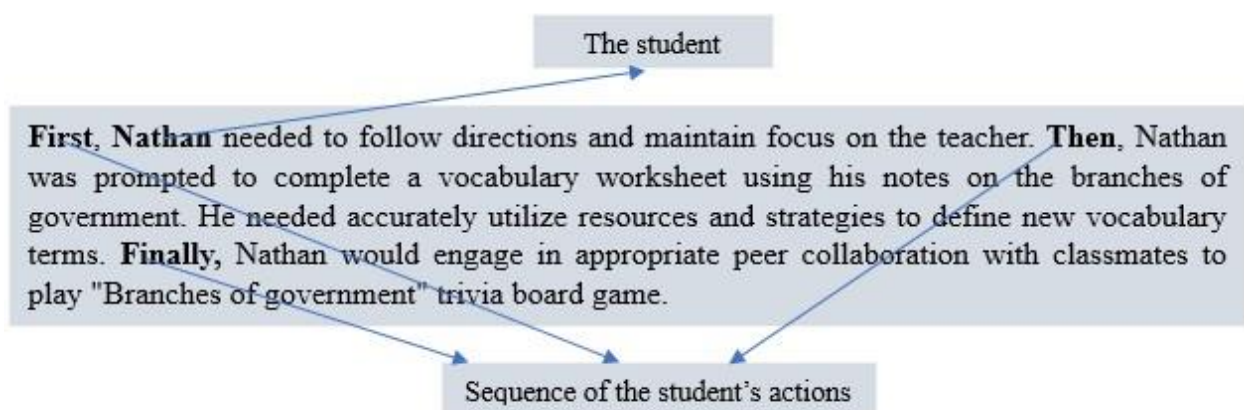 The student
First, Nathan needed to follow directions and maintain focus on the teacher. Then, Nathan
was prompted to complete a vocabulary worksheet using his notes on the branches of
government. He needed accurately utilize resources and strategies to define new vocabulary
terms. Finally, Nathan would engage in appropriate peer collaboration with classmates to
play "Branches of government" trivia board game.
Sequence of the student’s actions